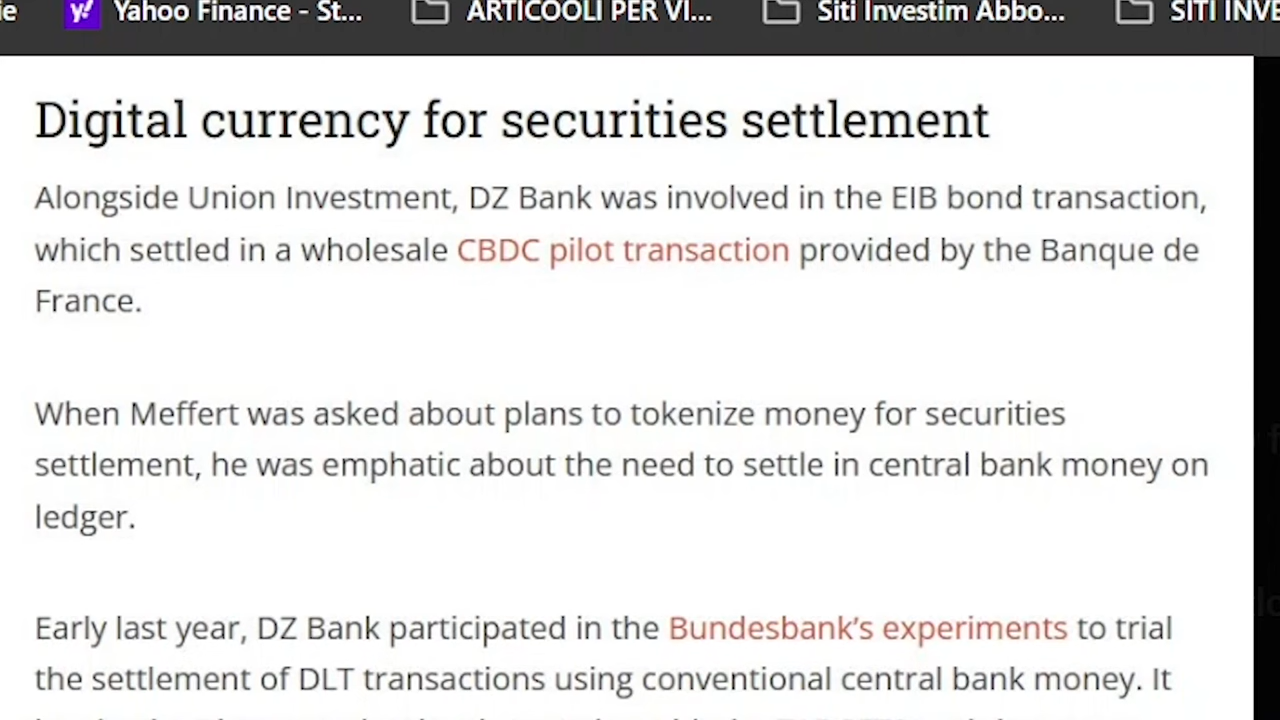 ie Yahoo Finance - St... ARTICOOLI PER VI... Siti Investim Abbo... SITI INVE
Digital currency for securities settlement
Alongside Union Investment, DZ Bank was involved in the EIB bond transaction,
which settled in a wholesale CBDC pilot transaction provided by the Banque de
France.
When Meffert was asked about plans to tokenize money for securities
settlement, he was emphatic about the need to settle in central bank money on
ledger.
Early last year, DZ Bank participated in the Bundesbank’s experiments to trial
the settlement of DLT transactions using conventional central bank money. It